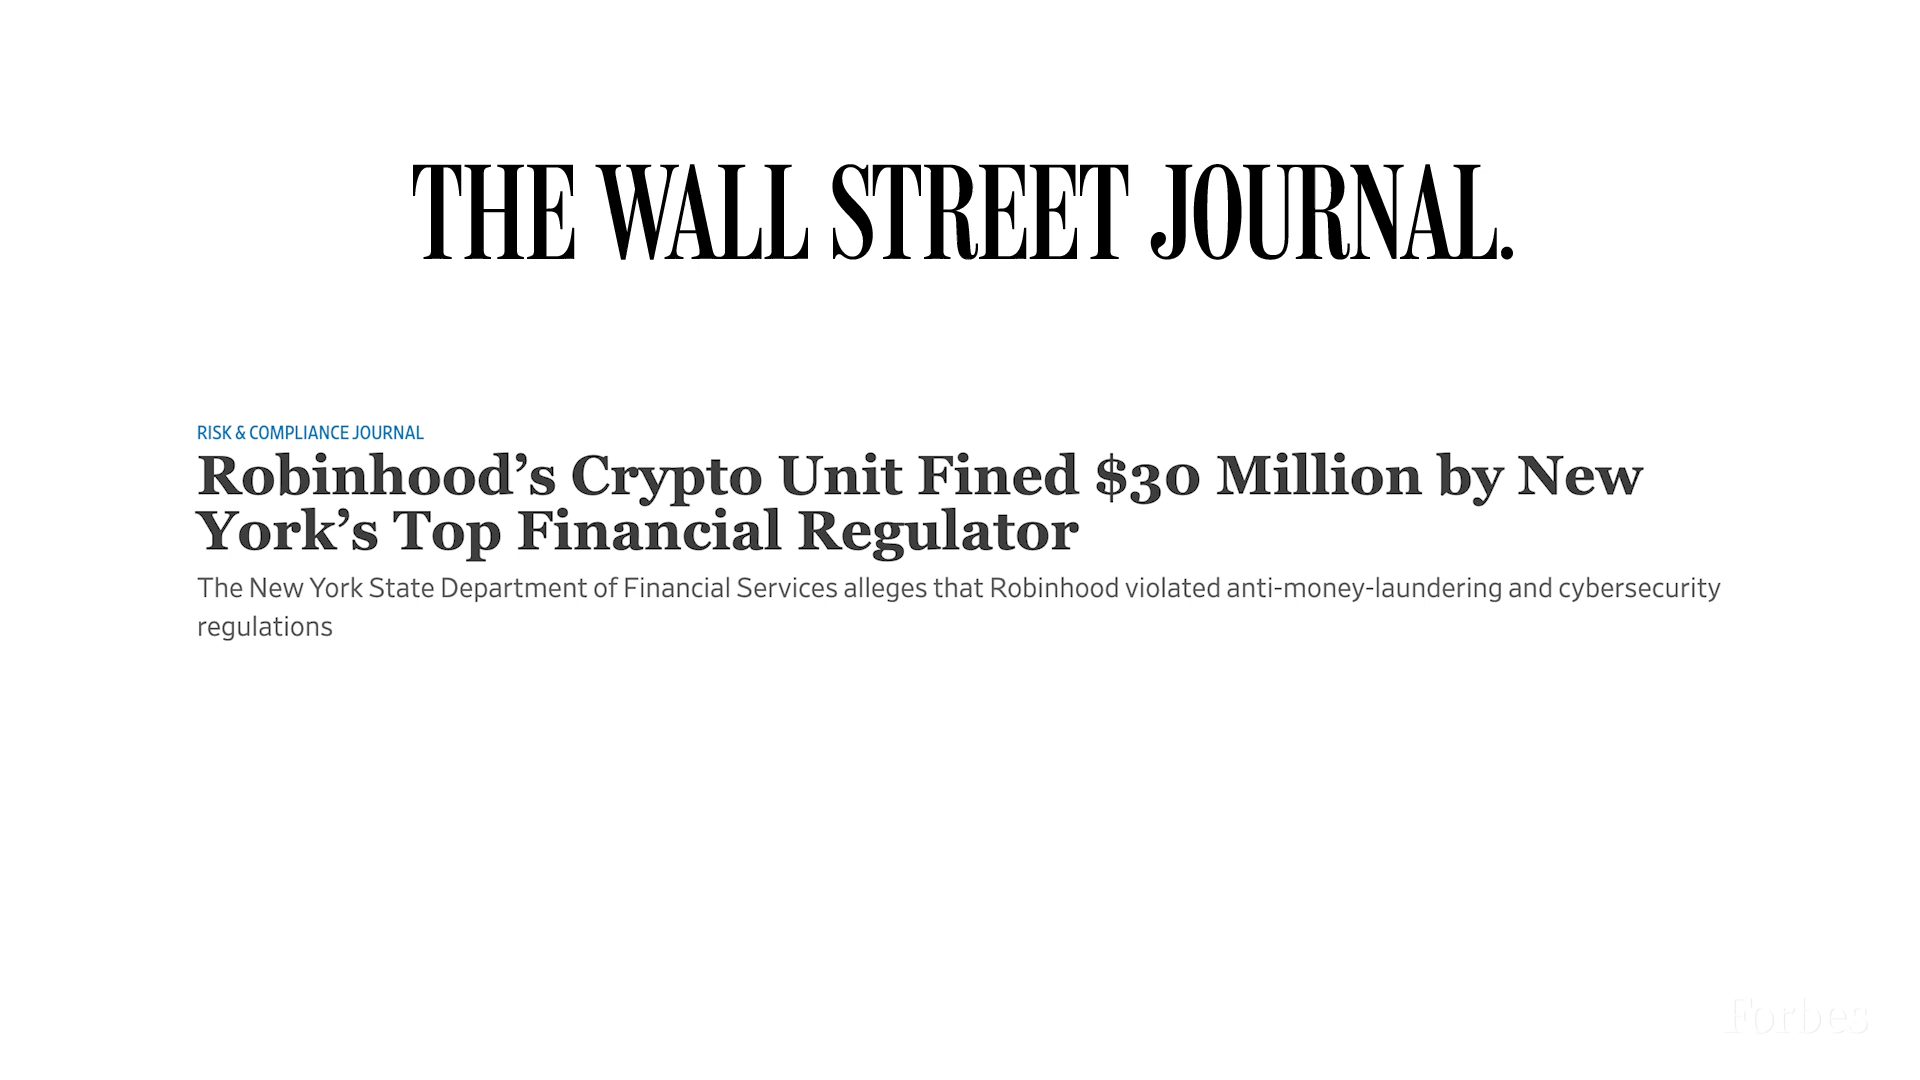 THE WALL STREET JOURNAL.
RISK & COMPLIANCE JOURNAL
Robinhood’s Crypto Unit Fined $30 Million by New
York’s Top Financial Regulator
The New York State Department of Financial Services alleges that Robinhood violated anti-money-laundering and cybersecurity
regulations
Forbes